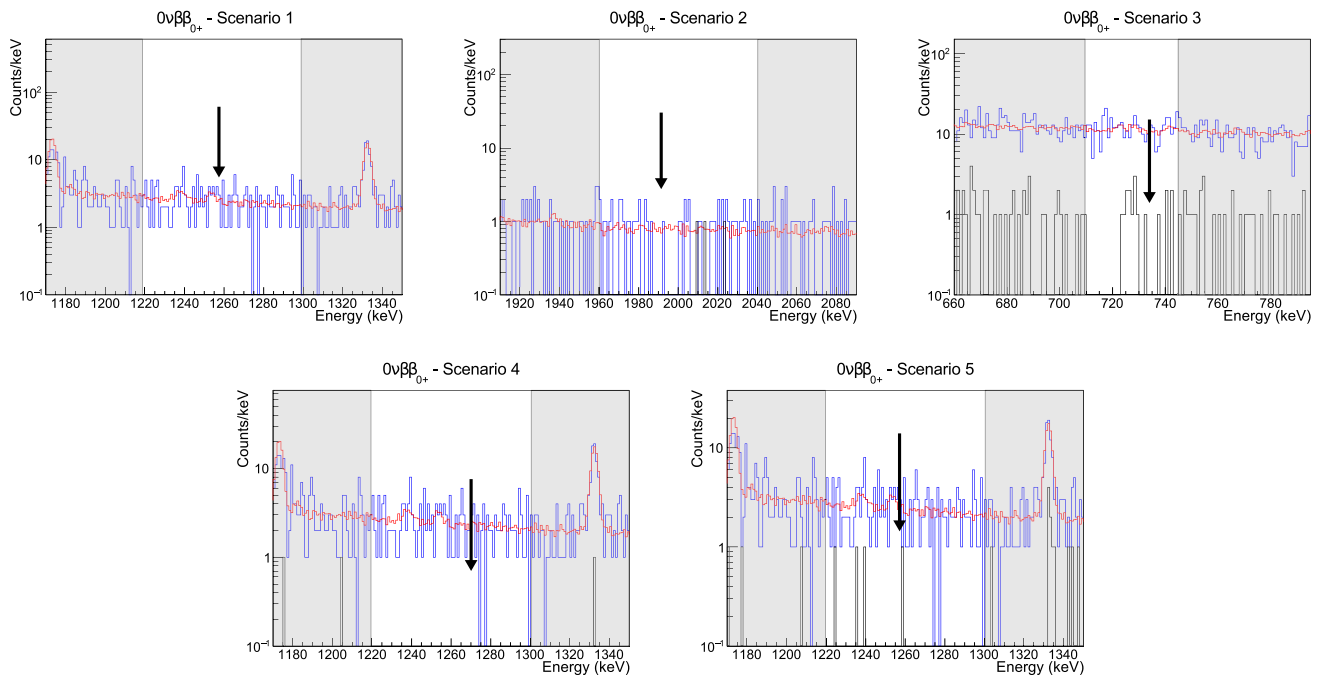 0νββ0+ - Scenario 1
Counts/keV
10²
10
1
10⁻¹
1180 1200 1220 1240 1260 1280 1300 1320 1340
Energy (keV)
0νββ0+ - Scenario 2
Counts/keV
10²
10
1
10⁻¹
1920 1940 1960 1980 2000 2020 2040 2060 2080
Energy (keV)
0νββ0+ - Scenario 3
Counts/keV
10²
10
1
10⁻¹
660 680 700 720 740 760 780
Energy (keV)
0νββ0+ - Scenario 4
Counts/keV
10
1
10⁻¹
1180 1200 1220 1240 1260 1280 1300 1320 1340
Energy (keV)
0νββ0+ - Scenario 5
Counts/keV
10
1
10⁻¹
1180 1200 1220 1240 1260 1280 1300 1320 1340
Energy (keV)